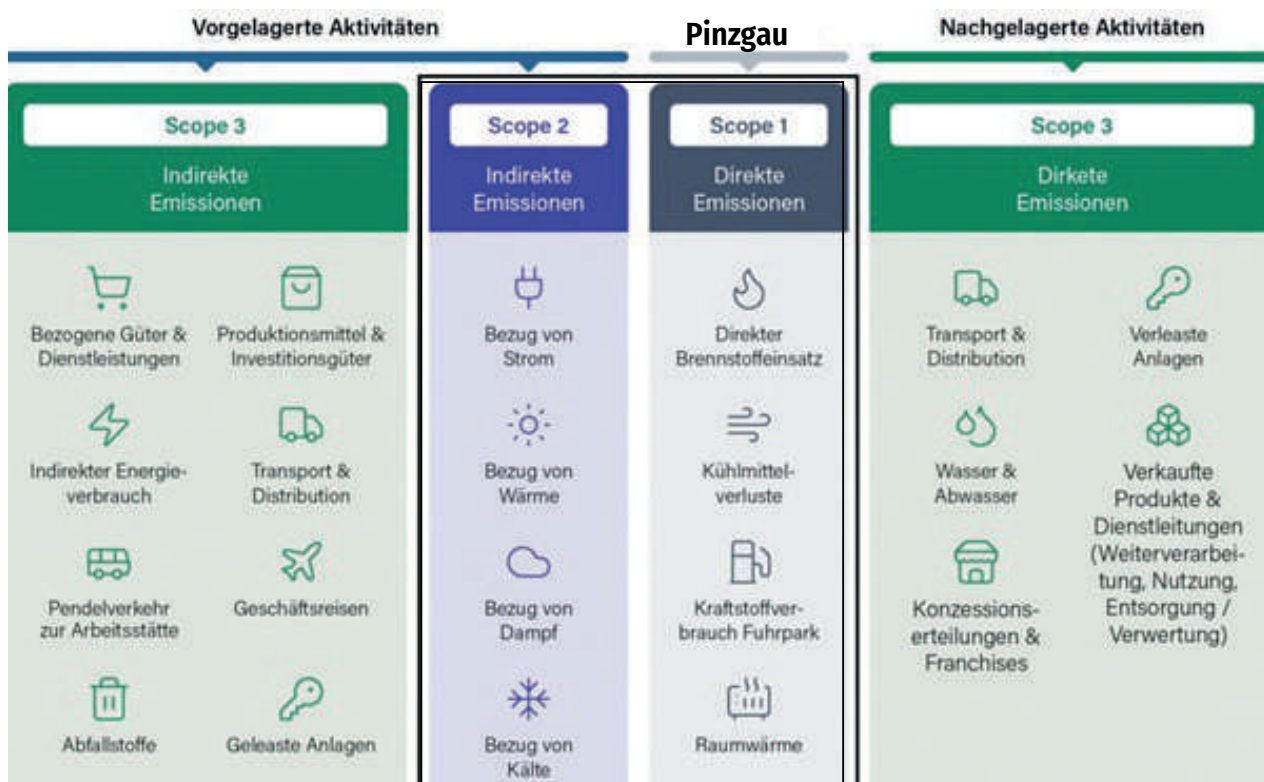 Vorgelagerte Aktivitäten
Pinzgau
Nachgelagerte Aktivitäten
Scope 3
Indirekte
Emissionen
Bezogene Güter &
Dienstleistungen
Produktionsmittel &
Investitionsgüter
Indirekter Energie-
verbrauch
Transport &
Distribution
Pendelverkehr
zur Arbeitsstätte
Geschäftsreisen
Abfallstoffe
Geleaste Anlagen
Scope 2
Indirekte
Emissionen
Bezug von
Strom
Bezug von
Wärme
Bezug von
Dampf
Bezug von
Kälte
Scope 1
Direkte
Emissionen
Direkter
Brennstoffeinsatz
Kühlmittel-
verluste
Kraftstoffver-
brauch Fuhrpark
Raumwärme
Scope 3
Dirkete
Emissionen
Transport &
Distribution
Verleaste
Anlagen
Wasser &
Abwasser
Verkaufte
Produkte &
Dienstleitungen
(Weiterverarbei-
tung, Nutzung,
Entsorgung /
Verwertung)
Konzessions-
erteilungen &
Franchises